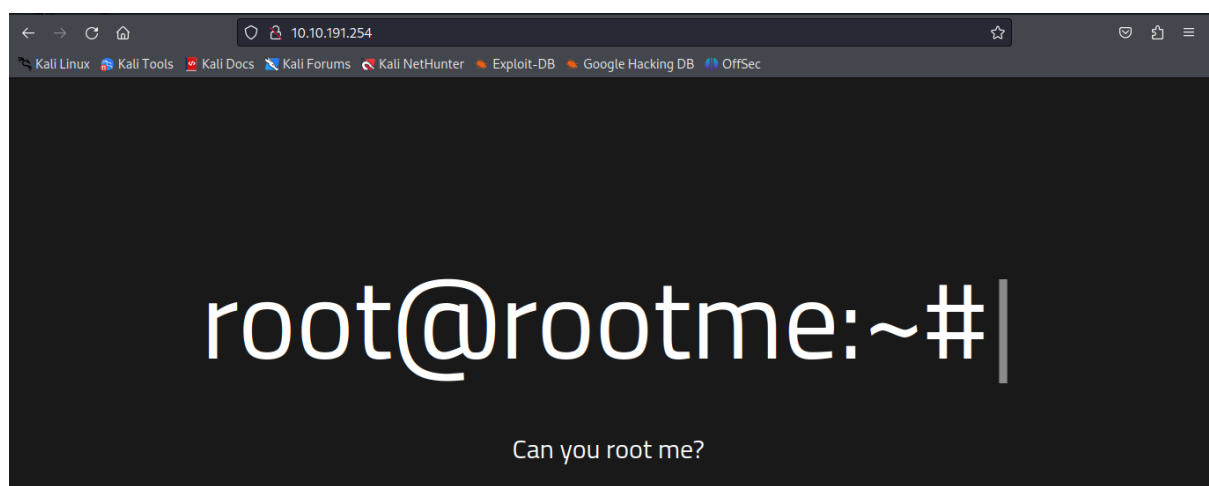 10.10.191.254
Kali Linux Kali Tools Kali Docs Kali Forums Kali NetHunter Exploit-DB Google Hacking DB OffSec
root@rootme:~#
Can you root me?